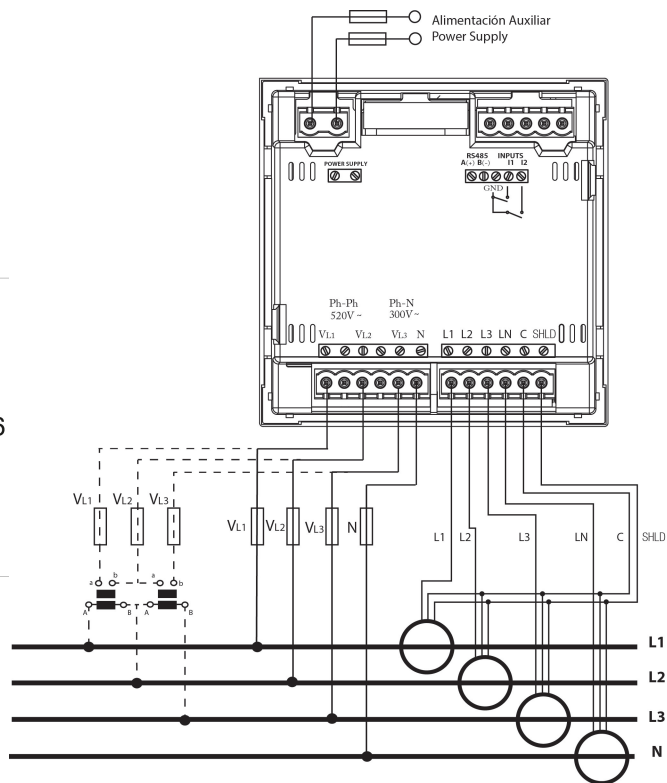 Alimentación Auxiliar
Power Supply
POWER SUPPLY
RS485 INPUTS
A(+) B(-) I1 I2
GND
Ph-Ph Ph-N
520V ~ 300V ~
VL1 VL2 VL3 N L1 L2 L3 LN C SHLD
6
VL1 VL2 VL3
VL1 VL2 VL3 N L1 L2 L3 LN C SHLD
a b a b
A B A B
L1
L2
L3
N